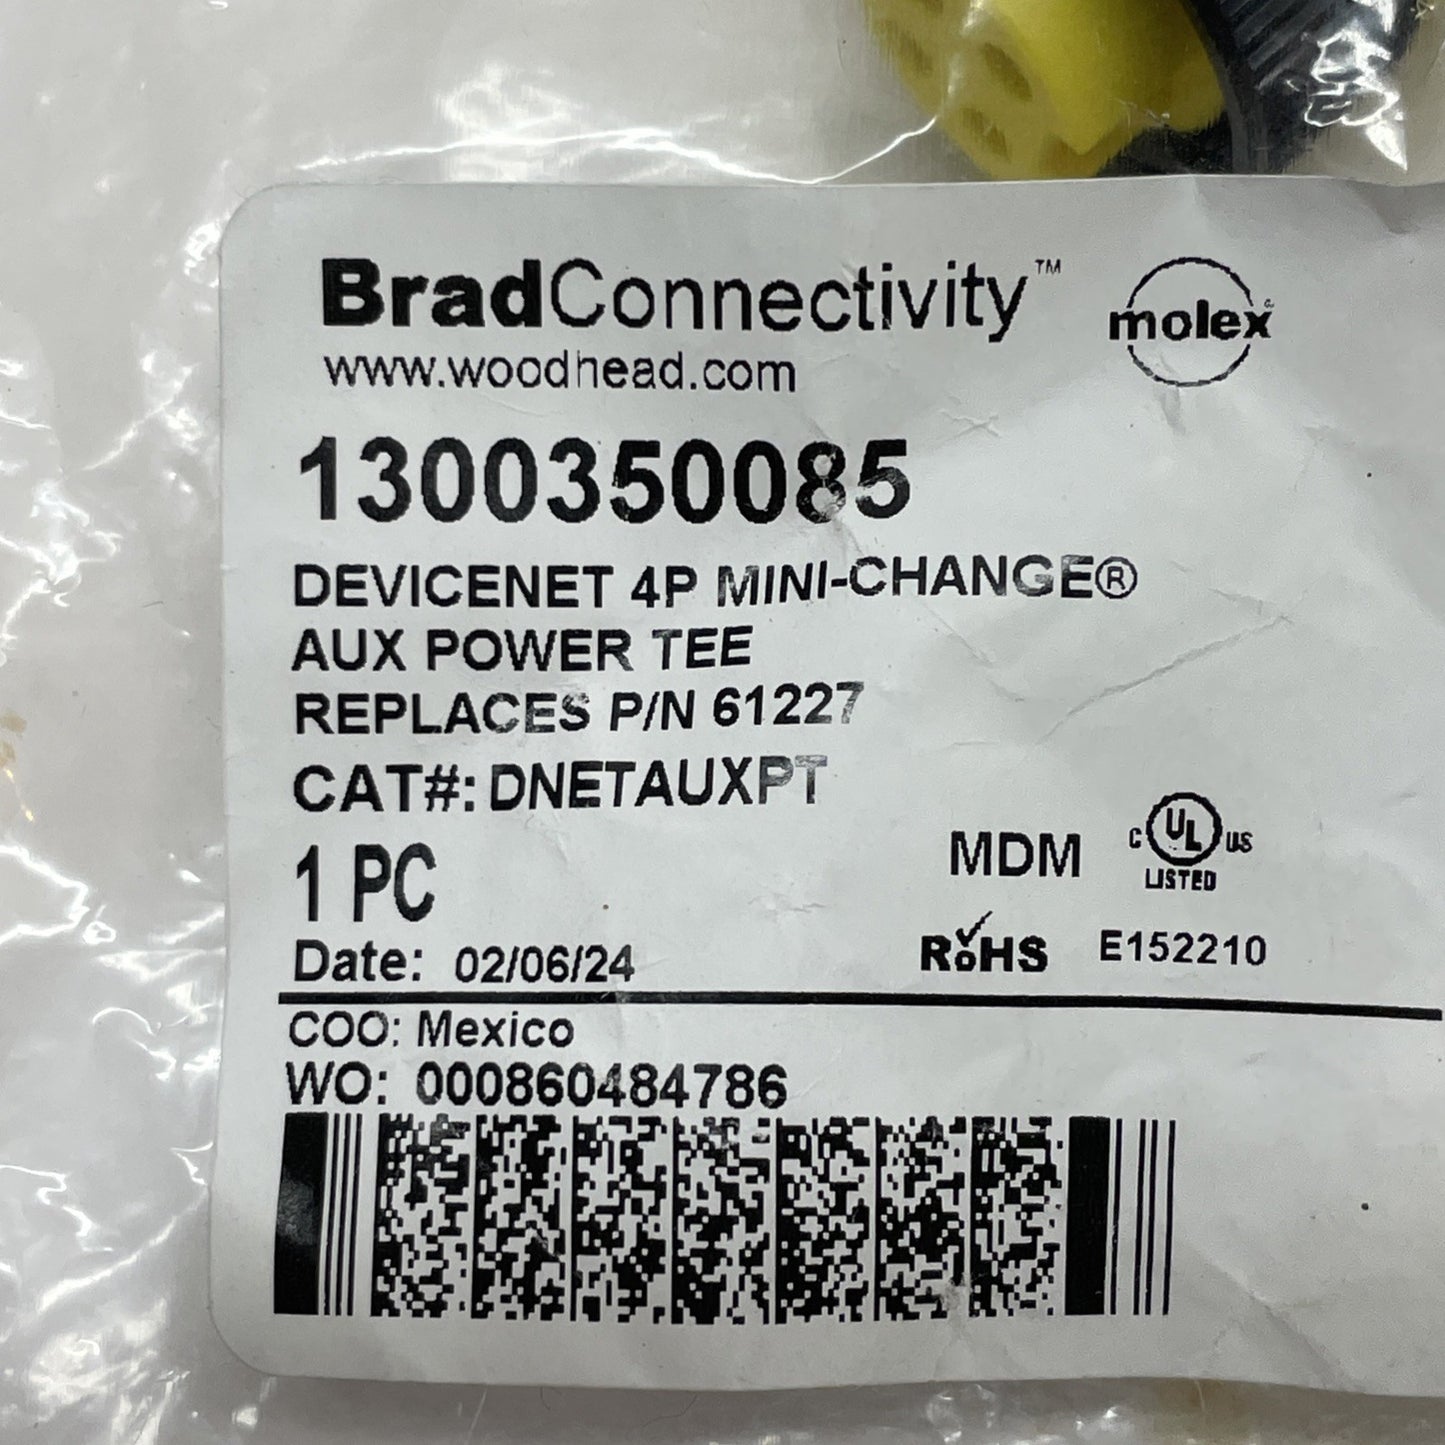 BradConnectivity™
molex
www.woodhead.com
1300350085
DEVICENET 4P MINI-CHANGE®
AUX POWER TEE
REPLACES P/N 61227
CAT#: DNETAUXPT
1 PC
MDM
C UL US
LISTED
Date: 02/06/24
RoHS E152210
COO: Mexico
WO: 000860484786